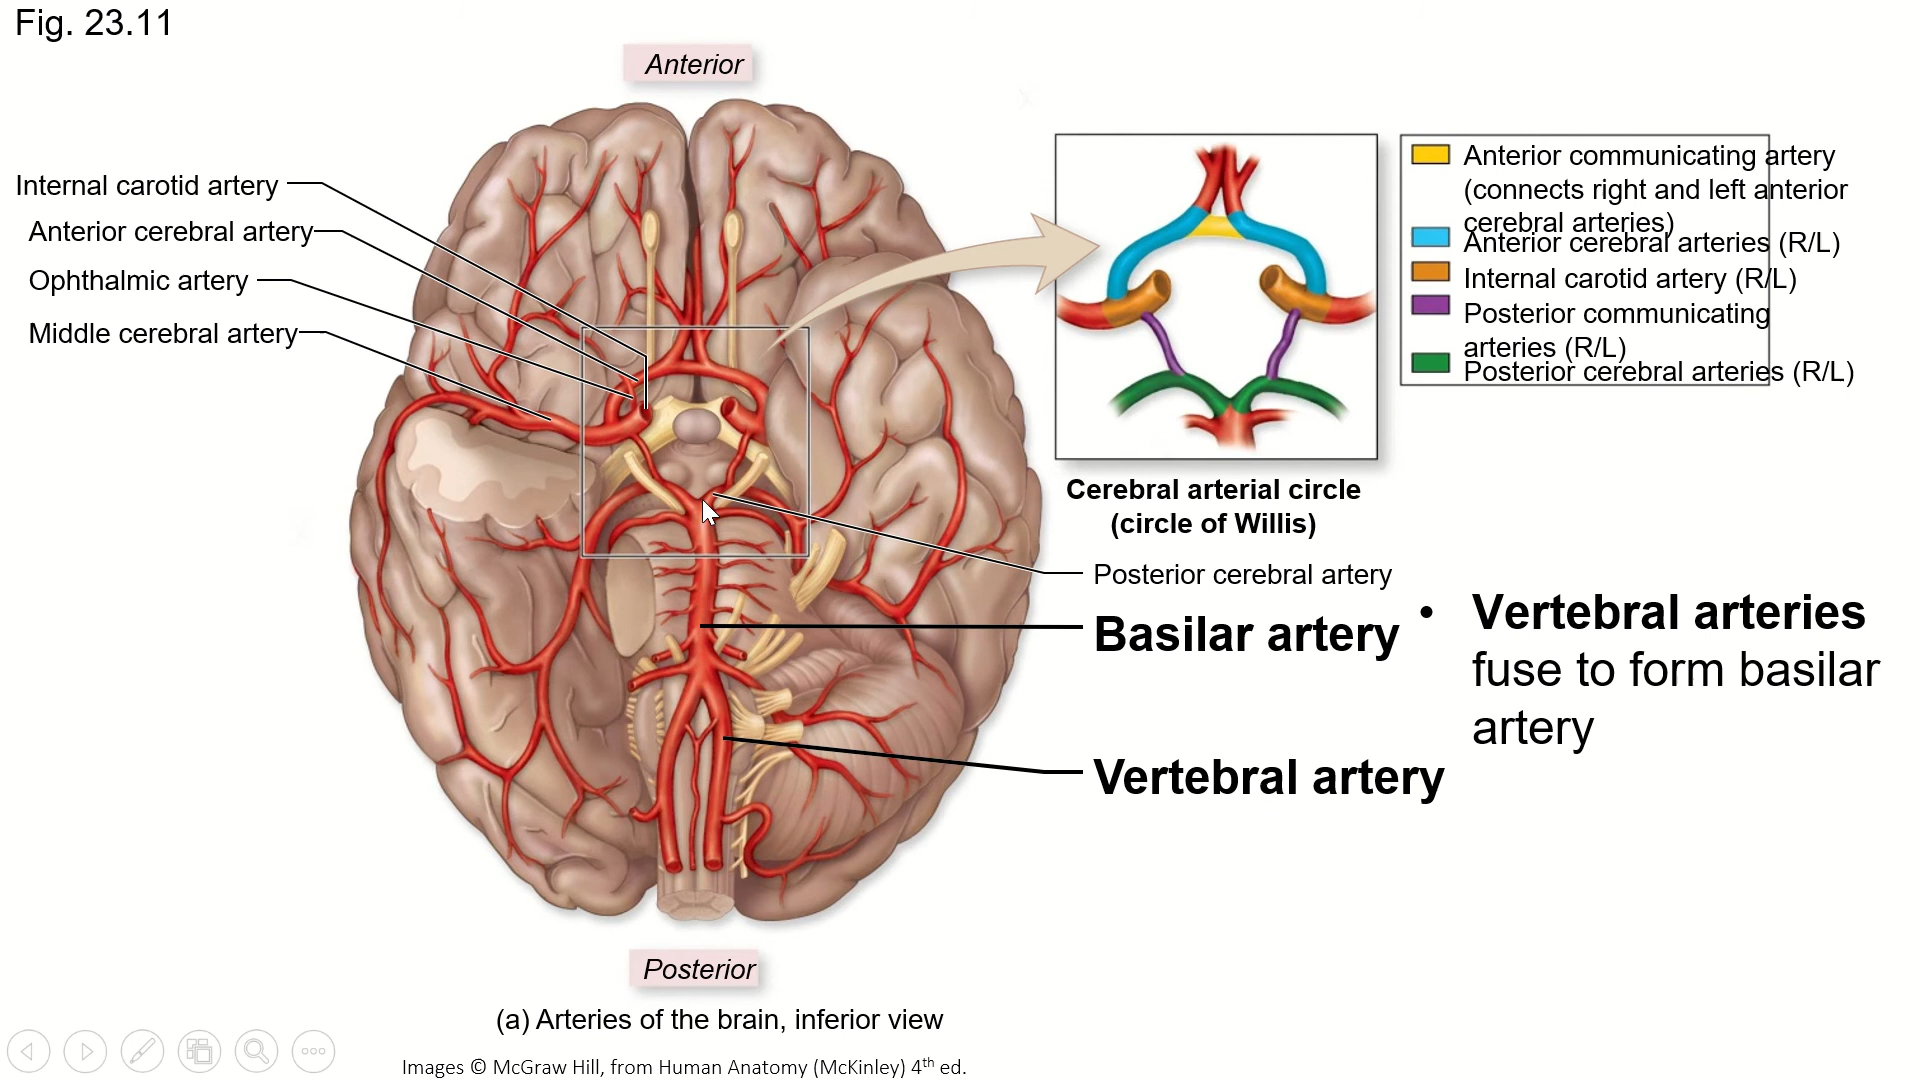 Fig. 23.11
Anterior
Internal carotid artery
Anterior cerebral artery
Ophthalmic artery
Middle cerebral artery
Anterior communicating artery
(connects right and left anterior
cerebral arteries)
Anterior cerebral arteries (R/L)
Internal carotid artery (R/L)
Posterior communicating
arteries (R/L)
Posterior cerebral arteries (R/L)
Cerebral arterial circle
(circle of Willis)
Posterior cerebral artery
Basilar artery
Vertebral artery
• Vertebral arteries
fuse to form basilar
artery
Posterior
(a) Arteries of the brain, inferior view
Images © McGraw Hill, from Human Anatomy (McKinley) 4th ed.